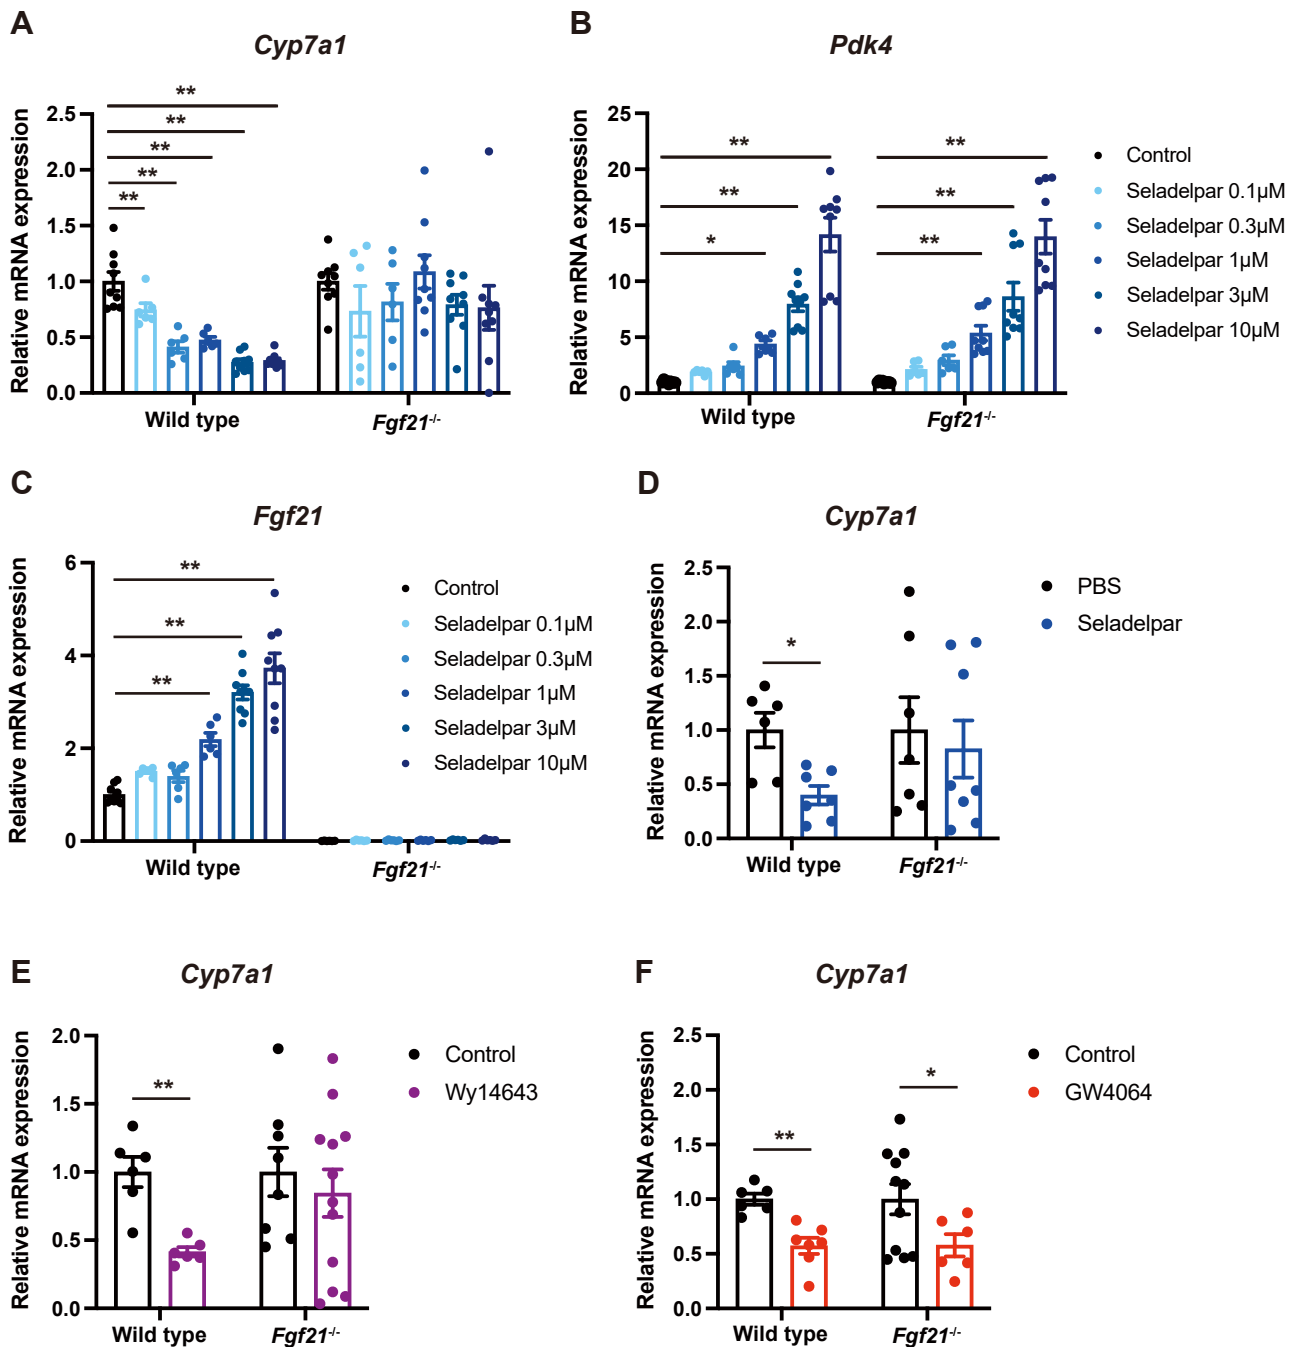 A
Cyp7a1
Relative mRNA expression
2.5
2.0
1.5
1.0
0.5
0.0
**
**
**
**
**
Wild type
Fgf21-/-
B
Pdk4
Relative mRNA expression
25
20
15
10
5
0
**
**
*
**
**
**
Wild type
Fgf21-/-
Control
Seladelpar 0.1µM
Seladelpar 0.3µM
Seladelpar 1µM
Seladelpar 3µM
Seladelpar 10µM
C
Fgf21
Relative mRNA expression
6
4
2
0
**
**
**
Wild type
Fgf21-/-
Control
Seladelpar 0.1µM
Seladelpar 0.3µM
Seladelpar 1µM
Seladelpar 3µM
Seladelpar 10µM
D
Cyp7a1
Relative mRNA expression
2.5
2.0
1.5
1.0
0.5
0.0
*
Wild type
Fgf21-/-
PBS
Seladelpar
E
Cyp7a1
Relative mRNA expression
2.0
1.5
1.0
0.5
0.0
**
Wild type
Fgf21-/-
Control
Wy14643
F
Cyp7a1
Relative mRNA expression
2.5
2.0
1.5
1.0
0.5
0.0
**
*
Wild type
Fgf21-/-
Control
GW4064